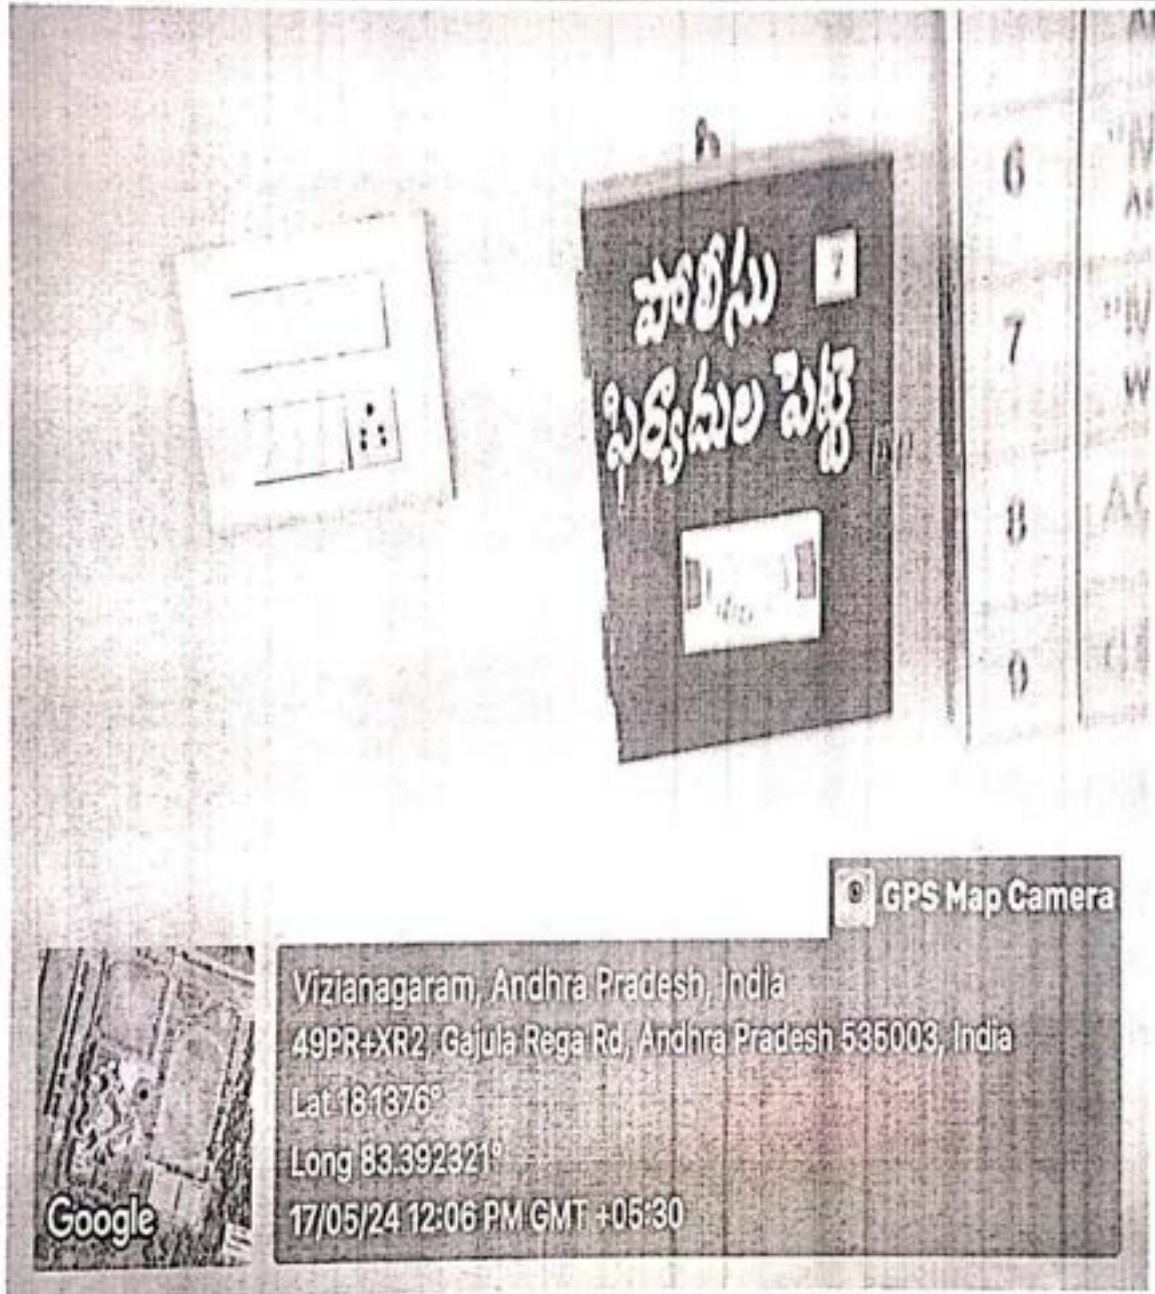 పోలీసు
ఫిర్యాదుల పెట్టె
6
7
8
9
GPS Map Camera
Vizianagaram, Andhra Pradesh, India
49PR+XR2, Gajula Rega Rd, Andhra Pradesh 535003, India
Lat 18.1376°
Long 83.392321°
17/05/24 12:06 PM GMT +05:30
Google